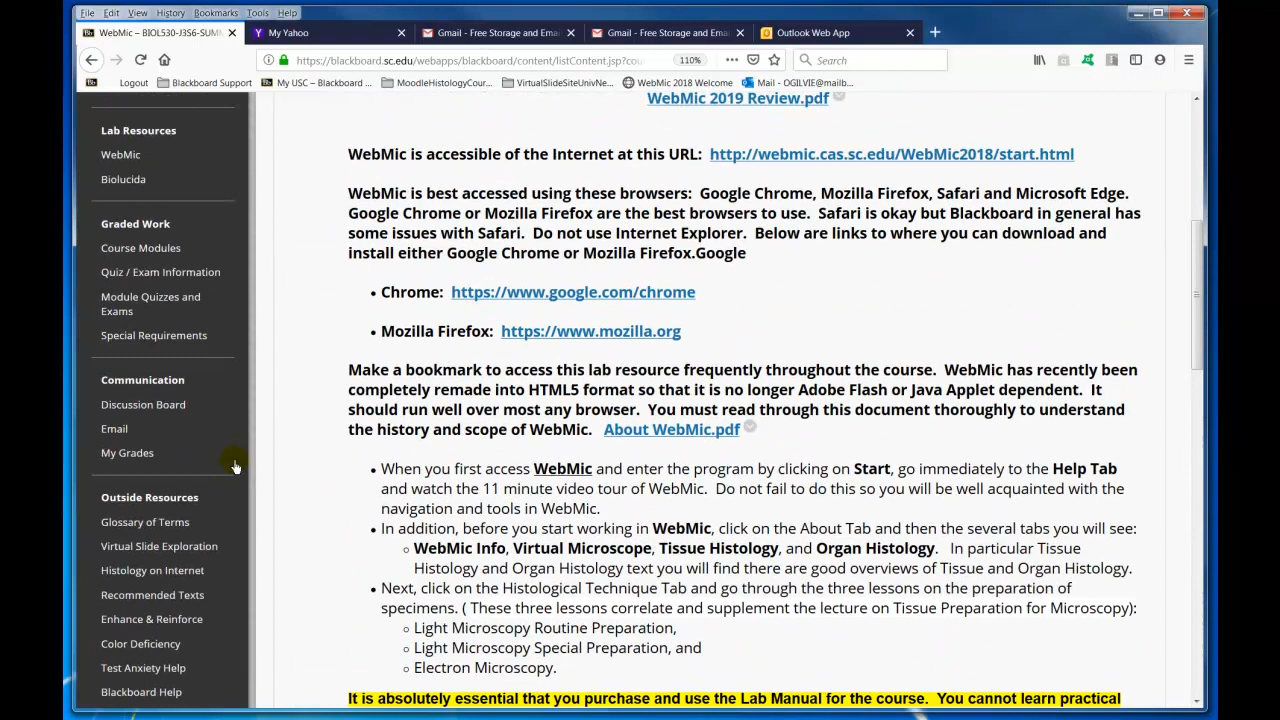 File Edit View History Bookmarks Tools Help
WebMic – BIOL530-J3S6-SUM
My Yahoo
Gmail - Free Storage and Emai
Gmail - Free Storage and Emai
Outlook Web App
https://blackboard.sc.edu/webapps/blackboard/content/listContent.jsp?cou
110%
Search
Logout
Blackboard Support
My USC – Blackboard ...
MoodleHistologyCour...
VirtualSlideSiteUnivNe...
WebMic 2018 Welcome
Mail - OGILVIE@mailb...
Lab Resources
WebMic
Biolucida
Graded Work
Course Modules
Quiz / Exam Information
Module Quizzes and
Exams
Special Requirements
Communication
Discussion Board
Email
My Grades
Outside Resources
Glossary of Terms
Virtual Slide Exploration
Histology on Internet
Recommended Texts
Enhance & Reinforce
Color Deficiency
Test Anxiety Help
Blackboard Help
WebMic 2019 Review.pdf
WebMic is accessible of the Internet at this URL: http://webmic.cas.sc.edu/WebMic2018/start.html
WebMic is best accessed using these browsers: Google Chrome, Mozilla Firefox, Safari and Microsoft Edge.
Google Chrome or Mozilla Firefox are the best browsers to use. Safari is okay but Blackboard in general has
some issues with Safari. Do not use Internet Explorer. Below are links to where you can download and
install either Google Chrome or Mozilla Firefox.Google
• Chrome: https://www.google.com/chrome
• Mozilla Firefox: https://www.mozilla.org
Make a bookmark to access this lab resource frequently throughout the course. WebMic has recently been
completely remade into HTML5 format so that it is no longer Adobe Flash or Java Applet dependent. It
should run well over most any browser. You must read through this document thoroughly to understand
the history and scope of WebMic. About WebMic.pdf
• When you first access WebMic and enter the program by clicking on Start, go immediately to the Help Tab
and watch the 11 minute video tour of WebMic. Do not fail to do this so you will be well acquainted with the
navigation and tools in WebMic.
• In addition, before you start working in WebMic, click on the About Tab and then the several tabs you will see:
○ WebMic Info, Virtual Microscope, Tissue Histology, and Organ Histology. In particular Tissue
Histology and Organ Histology text you will find there are good overviews of Tissue and Organ Histology.
• Next, click on the Histological Technique Tab and go through the three lessons on the preparation of
specimens. ( These three lessons correlate and supplement the lecture on Tissue Preparation for Microscopy):
○ Light Microscopy Routine Preparation,
○ Light Microscopy Special Preparation, and
○ Electron Microscopy.
It is absolutely essential that you purchase and use the Lab Manual for the course. You cannot learn practical